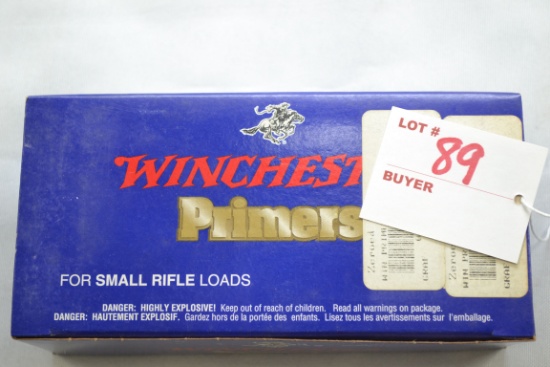 WINCHEST
Primers
FOR SMALL RIFLE LOADS
DANGER: HIGHLY EXPLOSIVE! Keep out of reach of children. Read all warnings on package.
DANGER: HAUTEMENT EXPLOSIF. Gardez hors de la portée des enfants. Lisez tous les avertissements sur l'emballage.
LOT # 89
BUYER
Zeroed
Zeroed